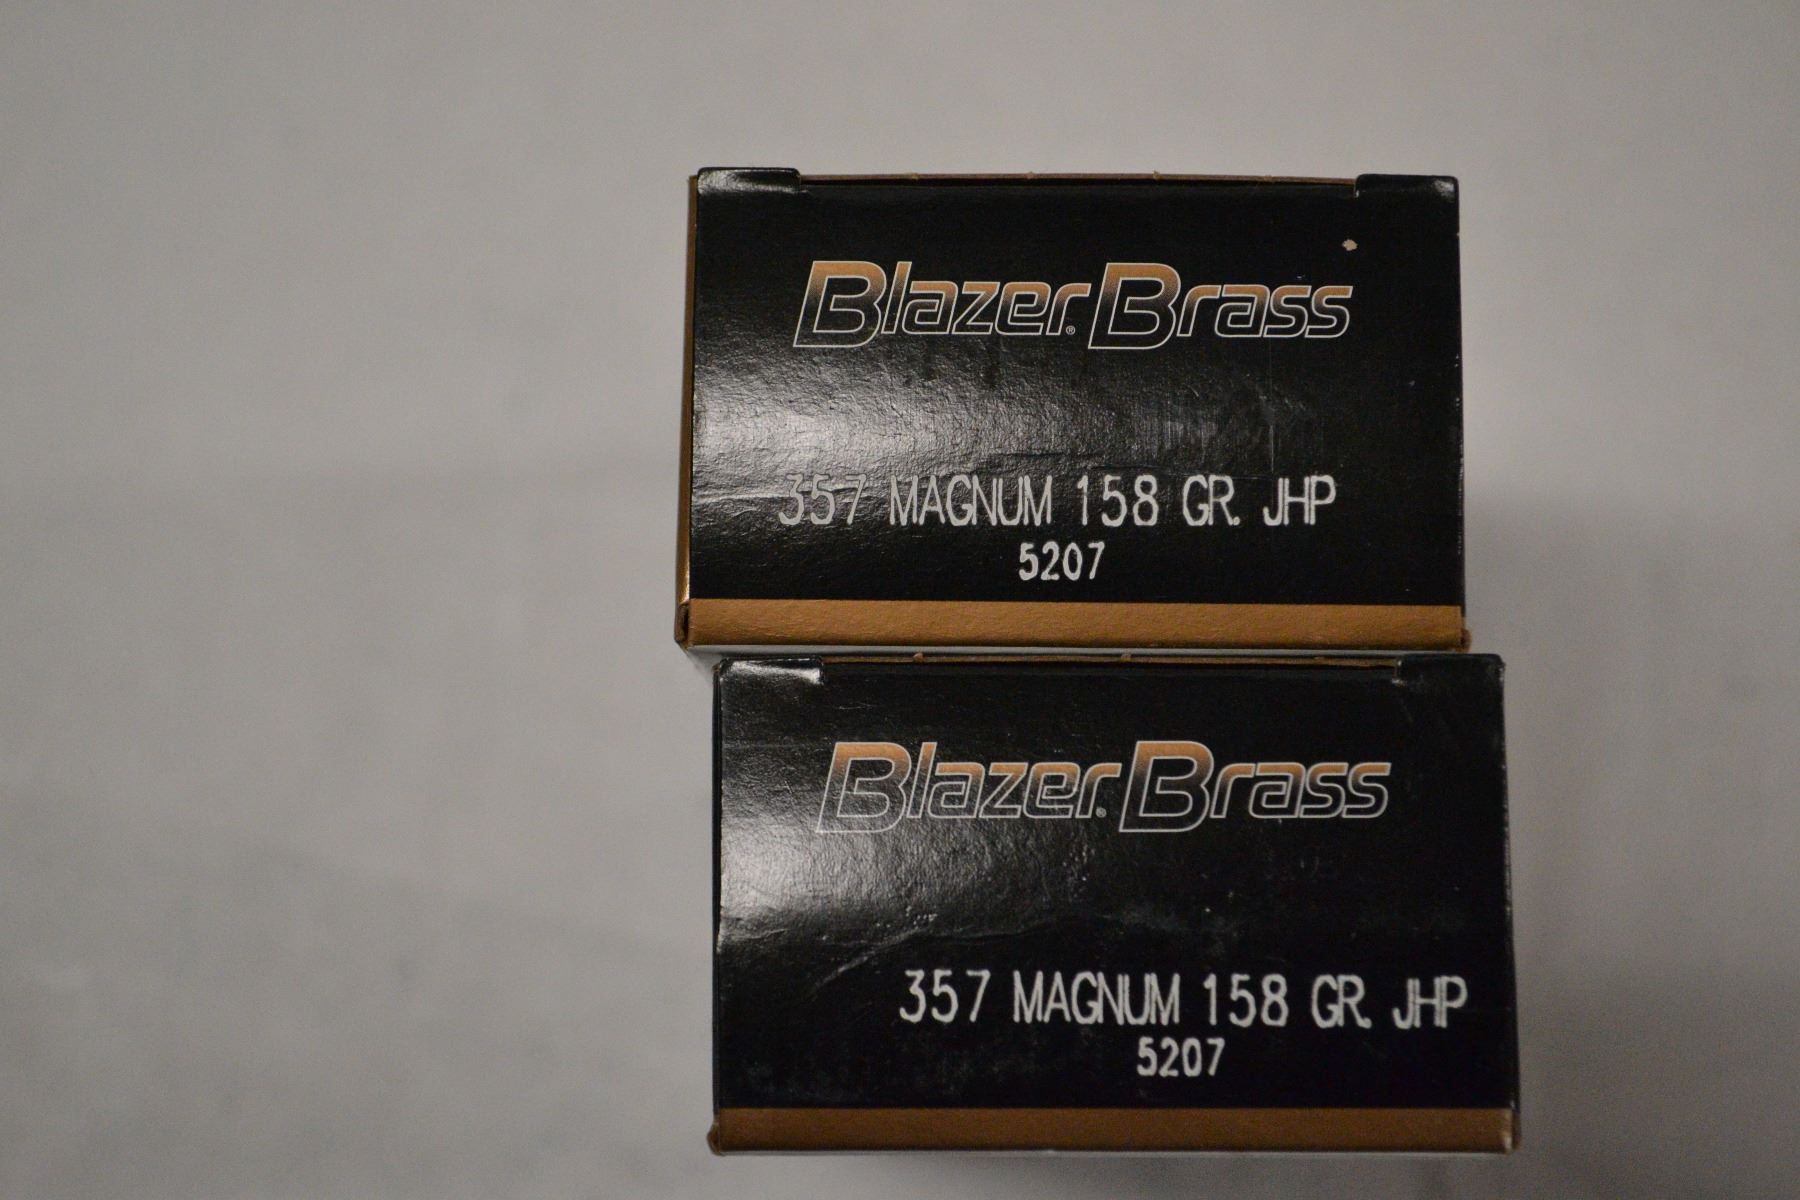 Blazer® Brass
357 MAGNUM 158 GR. JHP
5207
Blazer® Brass
357 MAGNUM 158 GR. JHP
5207